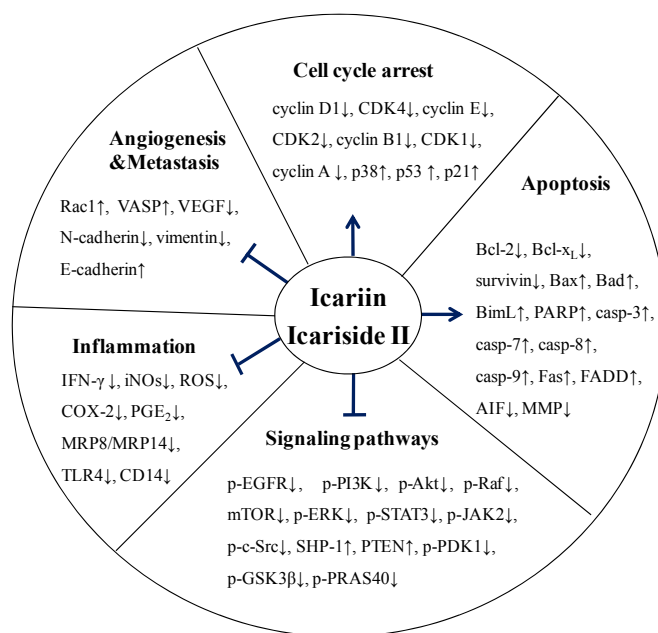 Cell cycle arrest
cyclin D1↓, CDK4↓, cyclin E↓,
CDK2↓, cyclin B1↓, CDK1↓,
cyclin A ↓, p38↑, p53 ↑, p21↑
Apoptosis
Bcl-2↓, Bcl-x<sub>L</sub>↓,
survivin↓, Bax↑, Bad↑,
BimL↑, PARP↑, casp-3↑,
casp-7↑, casp-8↑,
casp-9↑, Fas↑, FADD↑,
AIF↓, MMP↓
Signaling pathways
p-EGFR↓, p-PI3K↓, p-Akt↓, p-Raf↓,
mTOR↓, p-ERK↓, p-STAT3↓, p-JAK2↓,
p-c-Src↓, SHP-1↑, PTEN↑, p-PDK1↓,
p-GSK3β↓, p-PRAS40↓
Inflammation
IFN-γ ↓, iNOs↓, ROS↓,
COX-2↓, PGE₂↓,
MRP8/MRP14↓,
TLR4↓, CD14↓
Angiogenesis
&Metastasis
Rac1↑, VASP↑, VEGF↓,
N-cadherin↓, vimentin↓,
E-cadherin↑
Icariin
Icariside II